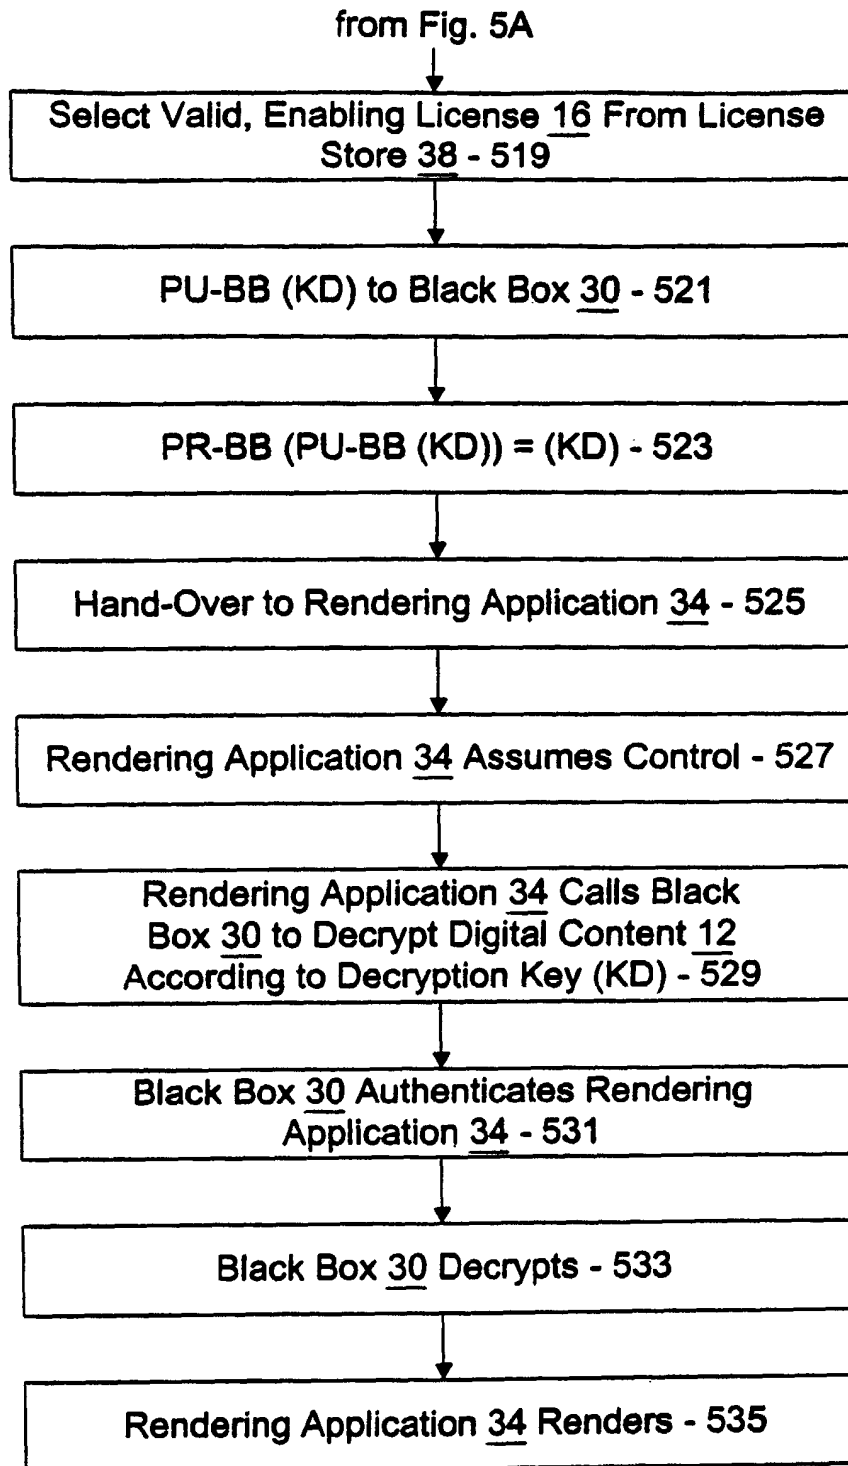 from Fig. 5A
Select Valid, Enabling License 16 From License
Store 38 - 519
PU-BB (KD) to Black Box 30 - 521
PR-BB (PU-BB (KD)) = (KD) - 523
Hand-Over to Rendering Application 34 - 525
Rendering Application 34 Assumes Control - 527
Rendering Application 34 Calls Black
Box 30 to Decrypt Digital Content 12
According to Decryption Key (KD) - 529
Black Box 30 Authenticates Rendering
Application 34 - 531
Black Box 30 Decrypts - 533
Rendering Application 34 Renders - 535